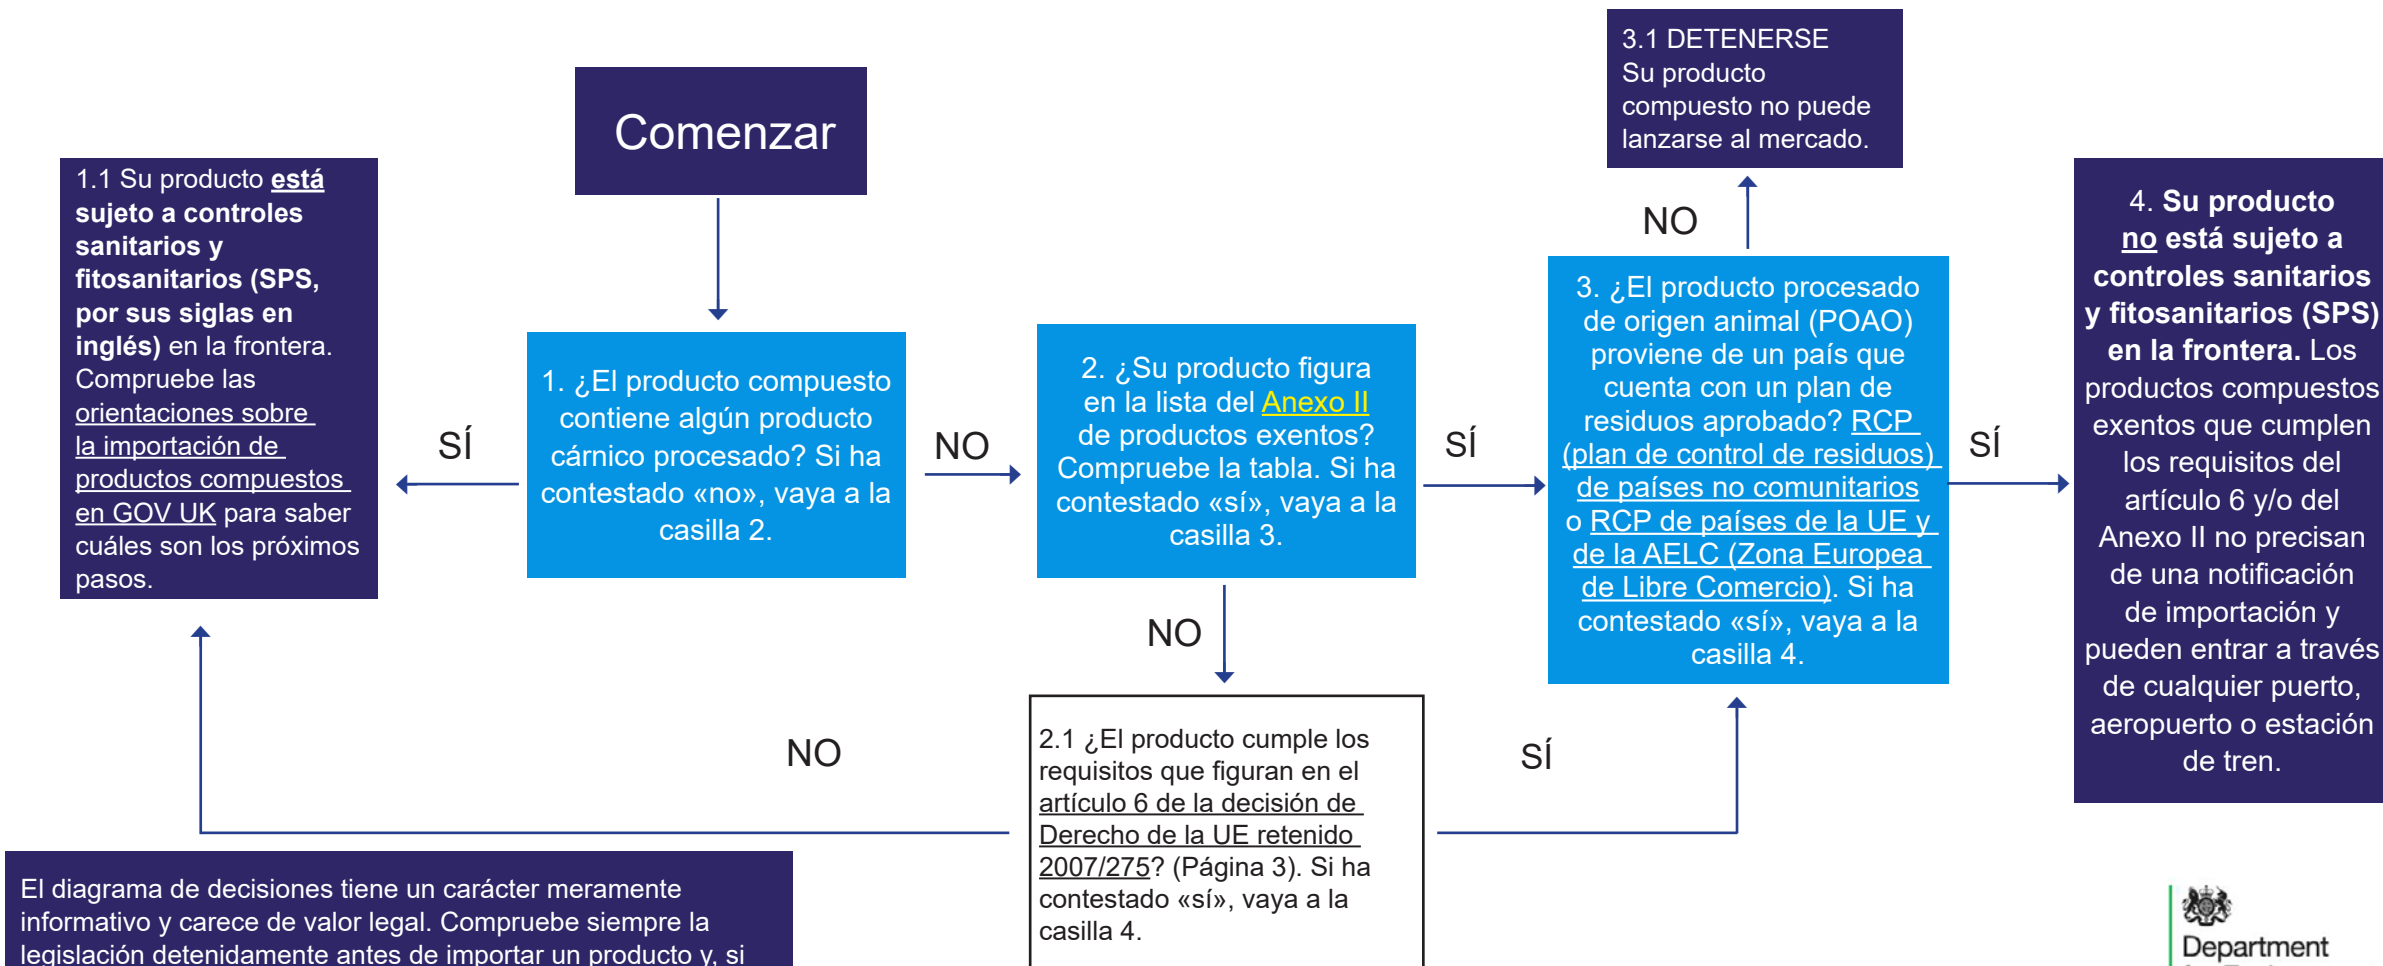 Comenzar
1.1 Su producto está
sujeto a controles
sanitarios y
fitosanitarios (SPS,
por sus siglas en
inglés) en la frontera.
Compruebe las
orientaciones sobre
la importación de
productos compuestos
en GOV UK para saber
cuáles son los próximos
pasos.
SÍ
1. ¿El producto compuesto
contiene algún producto
cárnico procesado? Si ha
contestado «no», vaya a la
casilla 2.
NO
2. ¿Su producto figura
en la lista del Anexo II
de productos exentos?
Compruebe la tabla. Si ha
contestado «sí», vaya a la
casilla 3.
SÍ
NO
3.1 DETENERSE
Su producto
compuesto no puede
lanzarse al mercado.
NO
3. ¿El producto procesado
de origen animal (POAO)
proviene de un país que
cuenta con un plan de
residuos aprobado? RCP
(plan de control de residuos)
de países no comunitarios
o RCP de países de la UE y
de la AELC (Zona Europea
de Libre Comercio). Si ha
contestado «sí», vaya a la
casilla 4.
SÍ
4. Su producto
no está sujeto a
controles sanitarios
y fitosanitarios (SPS)
en la frontera. Los
productos compuestos
exentos que cumplen
los requisitos del
artículo 6 y/o del
Anexo II no precisan
de una notificación
de importación y
pueden entrar a través
de cualquier puerto,
aeropuerto o estación
de tren.
NO
2.1 ¿El producto cumple los
requisitos que figuran en el
artículo 6 de la decisión de
Derecho de la UE retenido
2007/275? (Página 3). Si ha
contestado «sí», vaya a la
casilla 4.
SÍ
El diagrama de decisiones tiene un carácter meramente
informativo y carece de valor legal. Compruebe siempre la
legislación detenidamente antes de importar un producto y, si
Department